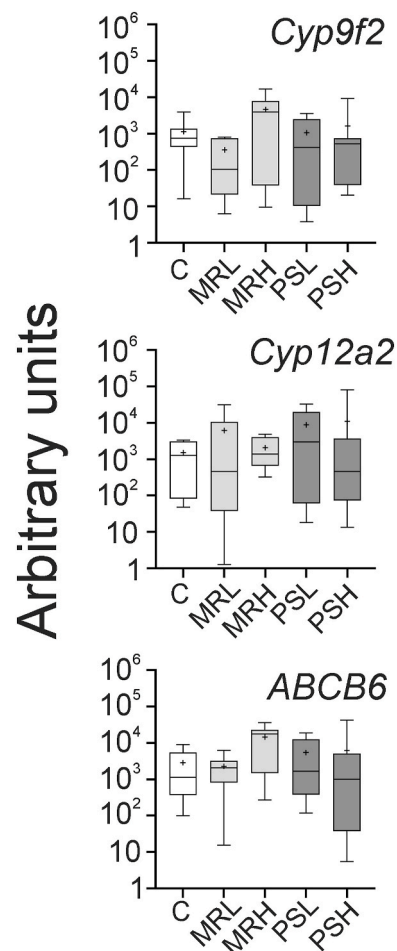 Arbitrary units
Cyp9f2
10⁶
10⁵
10⁴
10³
10²
10
1
C
MRL
MRH
PSL
PSH
Cyp12a2
10⁶
10⁵
10⁴
10³
10²
10
1
C
MRL
MRH
PSL
PSH
ABCB6
10⁶
10⁵
10⁴
10³
10²
10
1
C
MRL
MRH
PSL
PSH